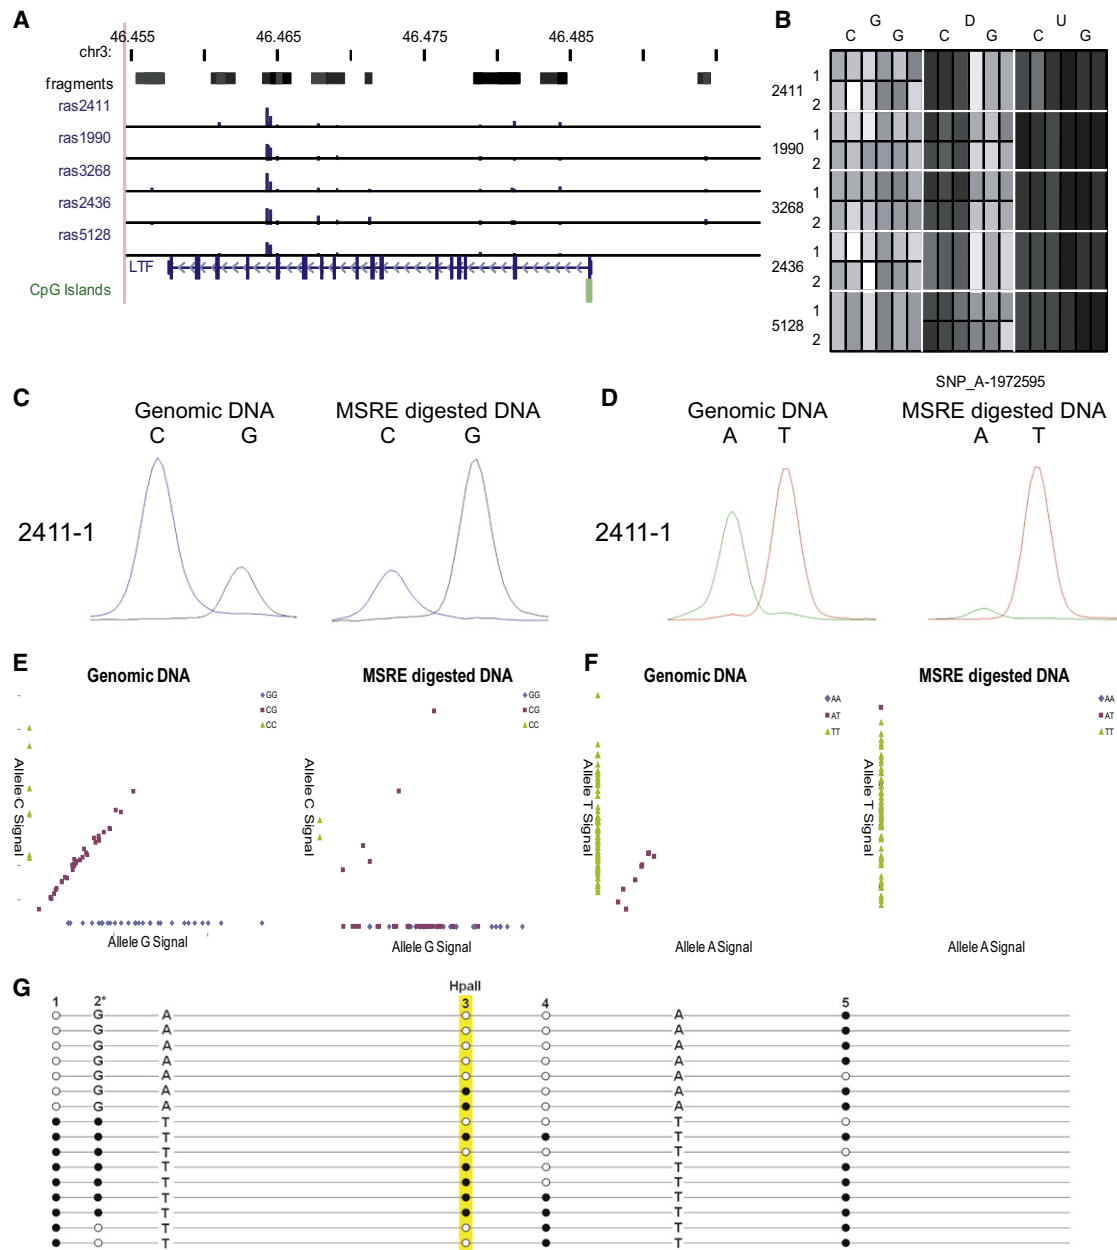 A
46.455 46.465 46.475 46.485
chr3:
fragments
ras2411
ras1990
ras3268
ras2436
ras5128
LTF
CpG Islands
B
G D U
C G C G C G
2411 1 2
1990 1 2
3268 1 2
2436 1 2
5128 1 2
SNP_A-1972595
C
Genomic DNA MSRE digested DNA
C G C G
2411-1
D
Genomic DNA MSRE digested DNA
A T A T
2411-1
E
Genomic DNA MSRE digested DNA
GG
CG
CC
GG
CG
CC
Allele C Signal
Allele C Signal
Allele G Signal Allele G Signal
F
Genomic DNA MSRE digested DNA
AA
AT
TT
AA
AT
TT
Allele T Signal
Allele T Signal
Allele A Signal Allele A Signal
G
HpaII
1 2* 3 4 5
G A A
G A A
G A A
G A A
G A A
G A A
G A A
T T
T T
T T
T T
T T
T T
T T
T T
T T